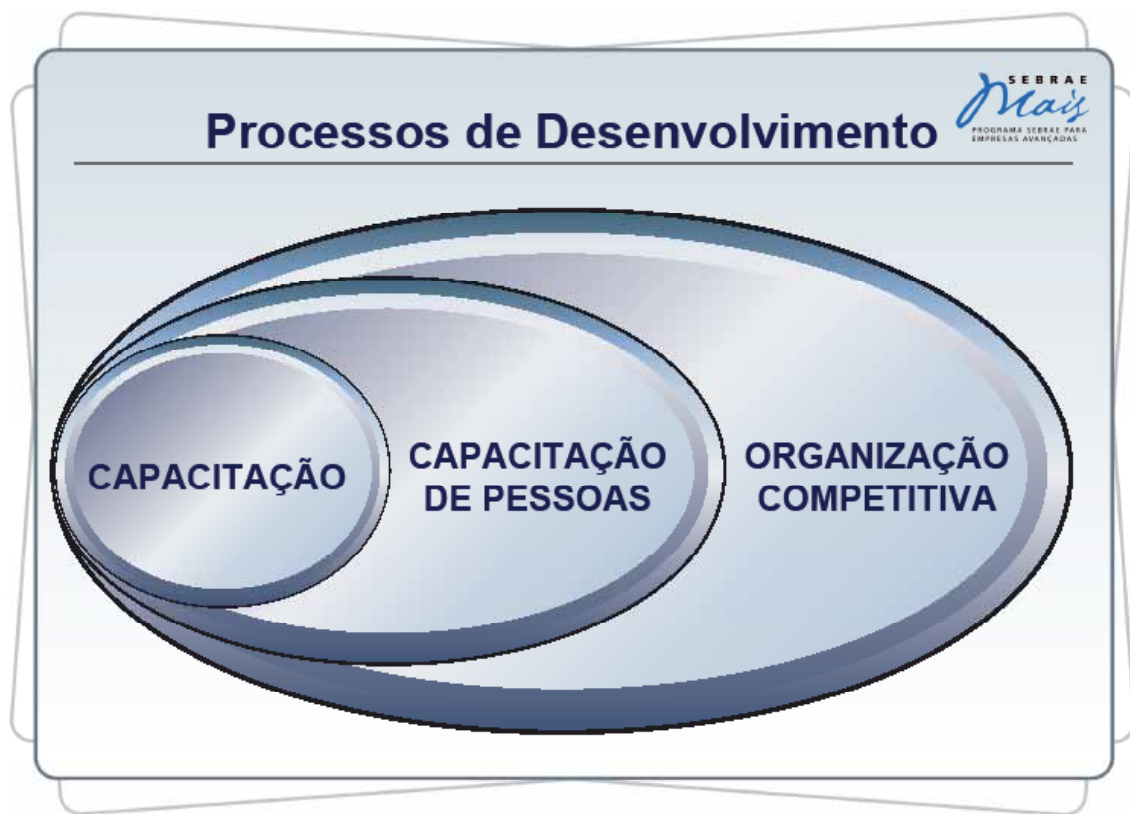 SEBRAE
Mais
PROGRAMA SEBRAE PARA
EMPRESAS AVANÇADAS
Processos de Desenvolvimento
CAPACITAÇÃO
CAPACITAÇÃO
DE PESSOAS
ORGANIZAÇÃO
COMPETITIVA